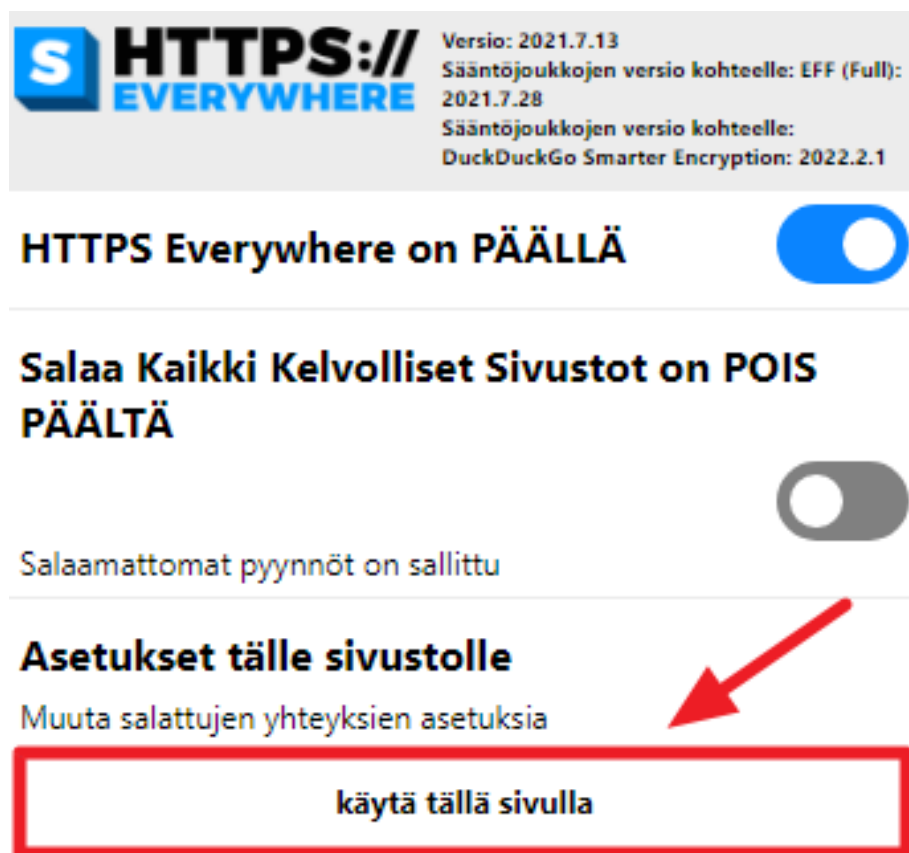 S HTTPS://
EVERYWHERE
Versio: 2021.7.13
Sääntöjoukkojen versio kohteelle: EFF (Full):
2021.7.28
Sääntöjoukkojen versio kohteelle:
DuckDuckGo Smarter Encryption: 2022.2.1
HTTPS Everywhere on PÄÄLLÄ
Salaa Kaikki Kelvolliset Sivustot on POIS
PÄÄLTÄ
Salaamattomat pyynnöt on sallittu
Asetukset tälle sivustolle
Muuta salattujen yhteyksien asetuksia
käytä tällä sivulla